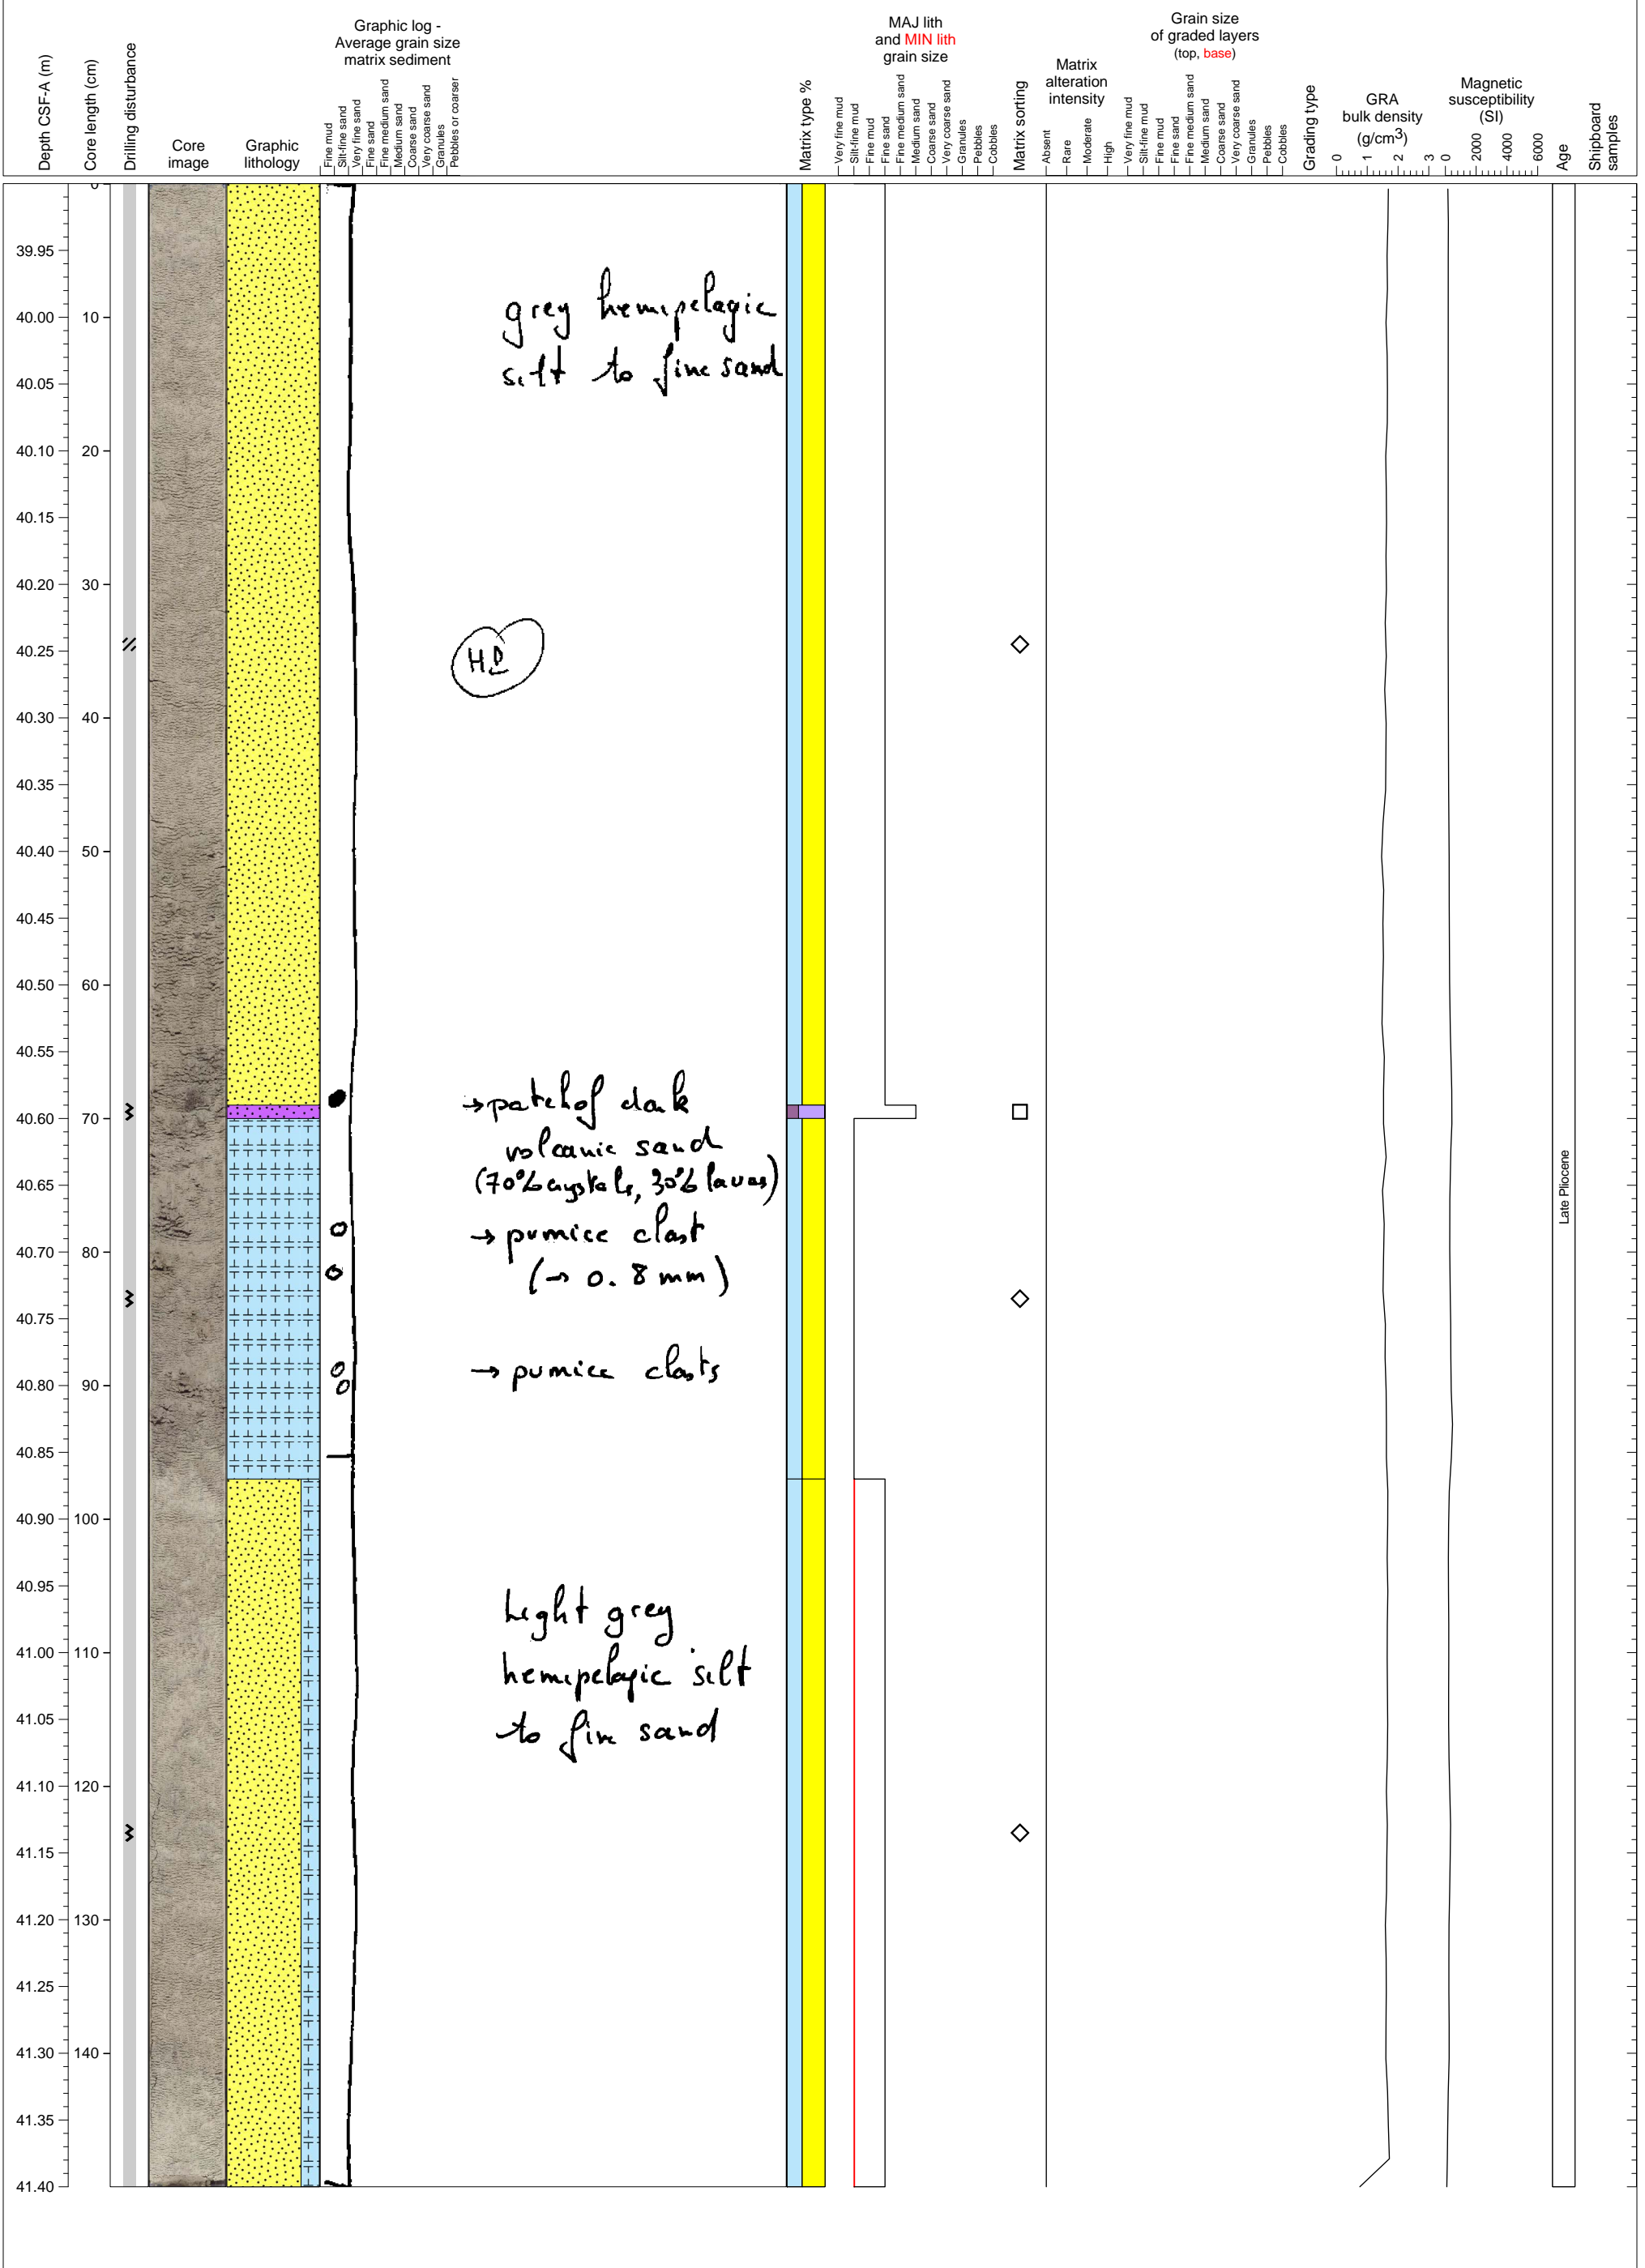 Depth CSF-A (m)
Core length (cm)
Drilling disturbance
Core
image
Graphic
lithology
Graphic log -
Average grain size
matrix sediment
Fine mud
Silt-fine sand
Very fine sand
Fine sand
Fine medium sand
Medium sand
Coarse sand
Very coarse sand
Granules
Pebbles or coarser
Matrix type %
MAJ lith
and MIN lith
grain size
Very fine mud
Silt-fine mud
Fine mud
Fine sand
Fine medium sand
Medium sand
Coarse sand
Very coarse sand
Granules
Pebbles
Cobbles
Matrix sorting
Matrix
alteration
intensity
Absent
Rare
Moderate
High
Grain size
of graded layers
(top, base)
Very fine mud
Silt-fine mud
Fine mud
Fine sand
Fine medium sand
Medium sand
Coarse sand
Very coarse sand
Granules
Pebbles
Cobbles
Grading type
GRA
bulk density
(g/cm3)
0 1 2 3
Magnetic
susceptibility
(SI)
0 2000 4000 6000
Age
Shipboard
samples
0
39.95
40.00 10
40.05
40.10 20
40.15
40.20 30
40.25
40.30 40
40.35
40.40 50
40.45
40.50 60
40.55
40.60 70
40.65
40.70 80
40.75
40.80 90
40.85
40.90 100
40.95
41.00 110
41.05
41.10 120
41.15
41.20 130
41.25
41.30 140
41.35
41.40
grey hemipelagic
silt to fine sand
HD
→ patch of dark
volcanic sand
(70% crystals, 30% lavas)
→ pumice clast
(→ 0.8 mm)
→ pumice clasts
Light grey
hemipelagic silt
to fine sand
Late Pliocene